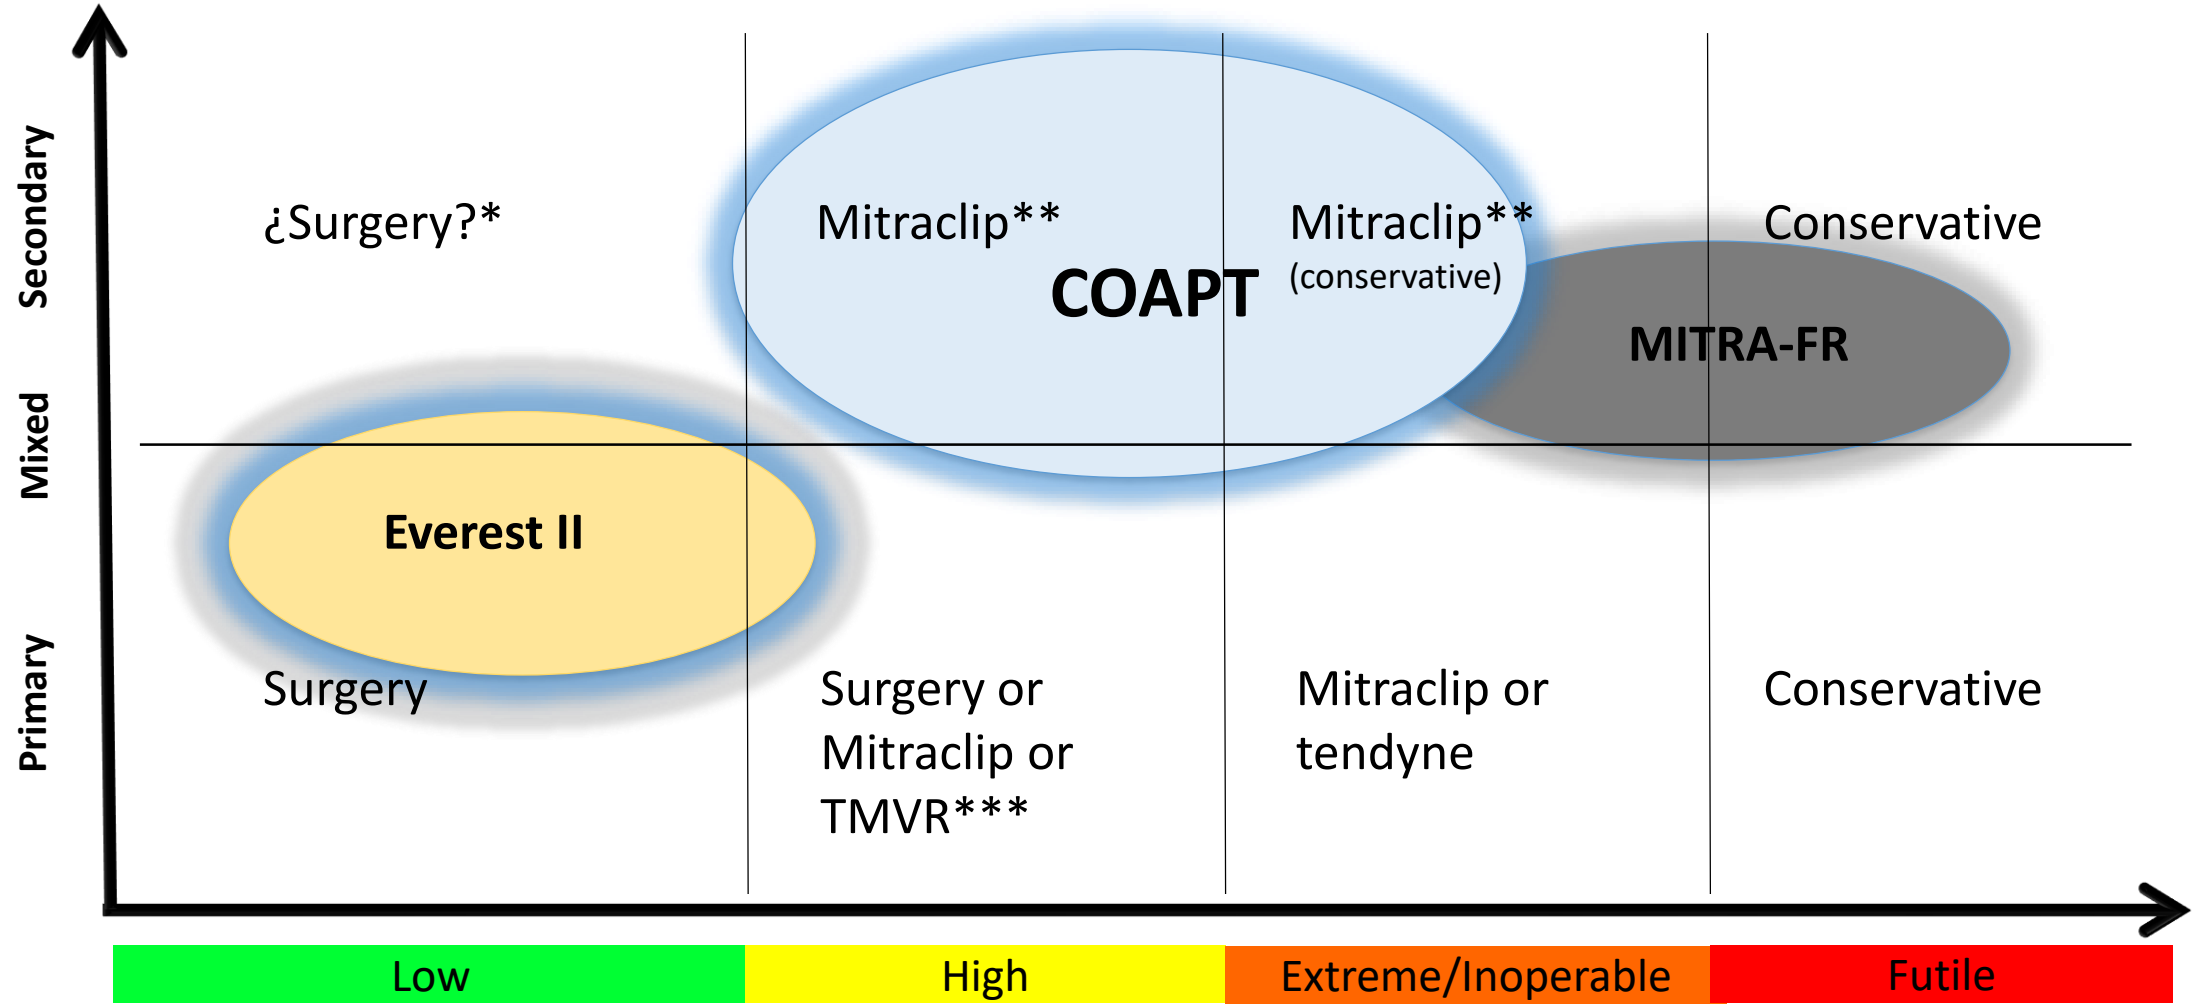 Secondary
Mixed
Primary
¿Surgery?*
Mitraclip**
Mitraclip**
(conservative)
Conservative
COAPT
MITRA-FR
Everest II
Surgery
Surgery or
Mitraclip or
TMVR***
Mitraclip or
tendyne
Conservative
Low
High
Extreme/Inoperable
Futile